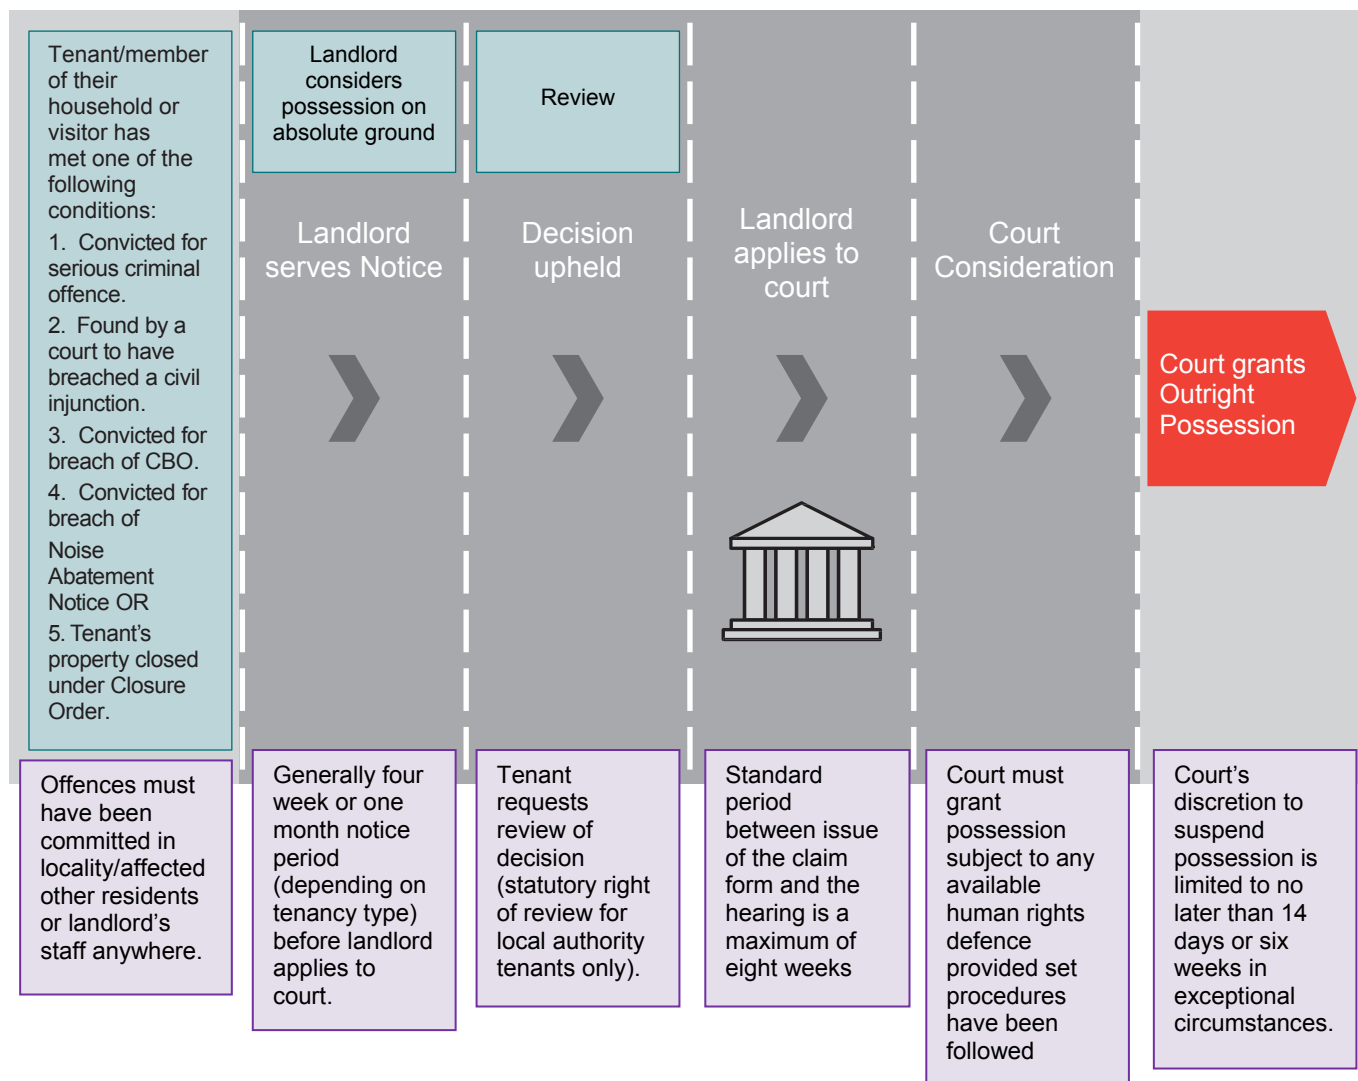 Tenant/member
of their
household or
visitor has
met one of the
following
conditions:
1. Convicted for
serious criminal
offence.
2. Found by a
court to have
breached a civil
injunction.
3. Convicted for
breach of CBO.
4. Convicted for
breach of
Noise
Abatement
Notice OR
5. Tenant's
property closed
under Closure
Order.
Offences must
have been
committed in
locality/affected
other residents
or landlord's
staff anywhere.
Landlord
considers
possession on
absolute ground
Landlord
serves Notice
Generally four
week or one
month notice
period
(depending on
tenancy type)
before landlord
applies to
court.
Review
Decision
upheld
Tenant
requests
review of
decision
(statutory right
of review for
local authority
tenants only).
Landlord
applies to
court
Standard
period
between issue
of the claim
form and the
hearing is a
maximum of
eight weeks
Court
Consideration
Court must
grant
possession
subject to any
available
human rights
defence
provided set
procedures
have been
followed
Court grants
Outright
Possession
Court's
discretion to
suspend
possession is
limited to no
later than 14
days or six
weeks in
exceptional
circumstances.